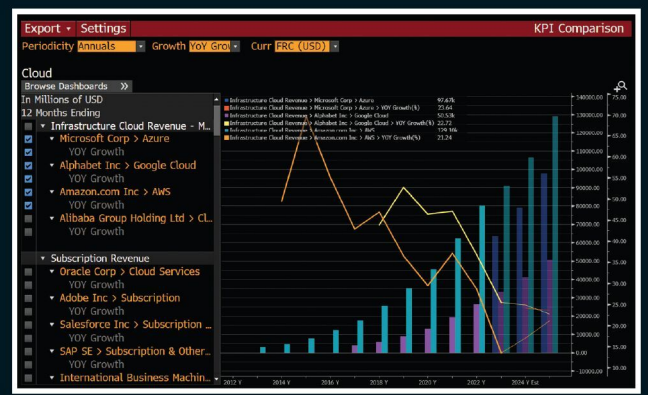 Export Settings KPI Comparison
Periodicity Annuals Growth YoY Grou Curr FRC (USD)
Cloud
Browse Dashboards »
In Millions of USD
12 Months Ending
Infrastructure Cloud Revenue - M...
Microsoft Corp > Azure
YOY Growth
Alphabet Inc > Google Cloud
YOY Growth
Amazon.com Inc > AWS
YOY Growth
Alibaba Group Holding Ltd > Cl...
YOY Growth
Subscription Revenue
Oracle Corp > Cloud Services
YOY Growth
Adobe Inc > Subscription
YOY Growth
Salesforce Inc > Subscription ...
YOY Growth
SAP SE > Subscription & Other...
YOY Growth
International Business Machin...
Infrastructure Cloud Revenue > Microsoft Corp > Azure 97.67k
Infrastructure Cloud Revenue > Microsoft Corp > Azure > YOY Growth(%) 23.64
Infrastructure Cloud Revenue > Alphabet Inc > Google Cloud 50.53k
Infrastructure Cloud Revenue > Alphabet Inc > Google Cloud > YOY Growth(%) 22.72
Infrastructure Cloud Revenue > Amazon.com Inc > AWS
Infrastructure Cloud Revenue > Amazon.com Inc > AWS > YOY Growth(%) 21.24
140000.00 75.00
130000.00 70.00
120000.00 65.00
110000.00 60.00
100000.00
90000.00
80000.00 50.00
70000.00 45.00
60000.00 40.00
50000.00
40000.00 30.00
30000.00 25.00
20000.00 20.00
10000.00 15.00
0.00 10.00
-10000.00
2012 Y 2014 Y 2016 Y 2018 Y 2020 Y 2022 Y 2024 Y Est